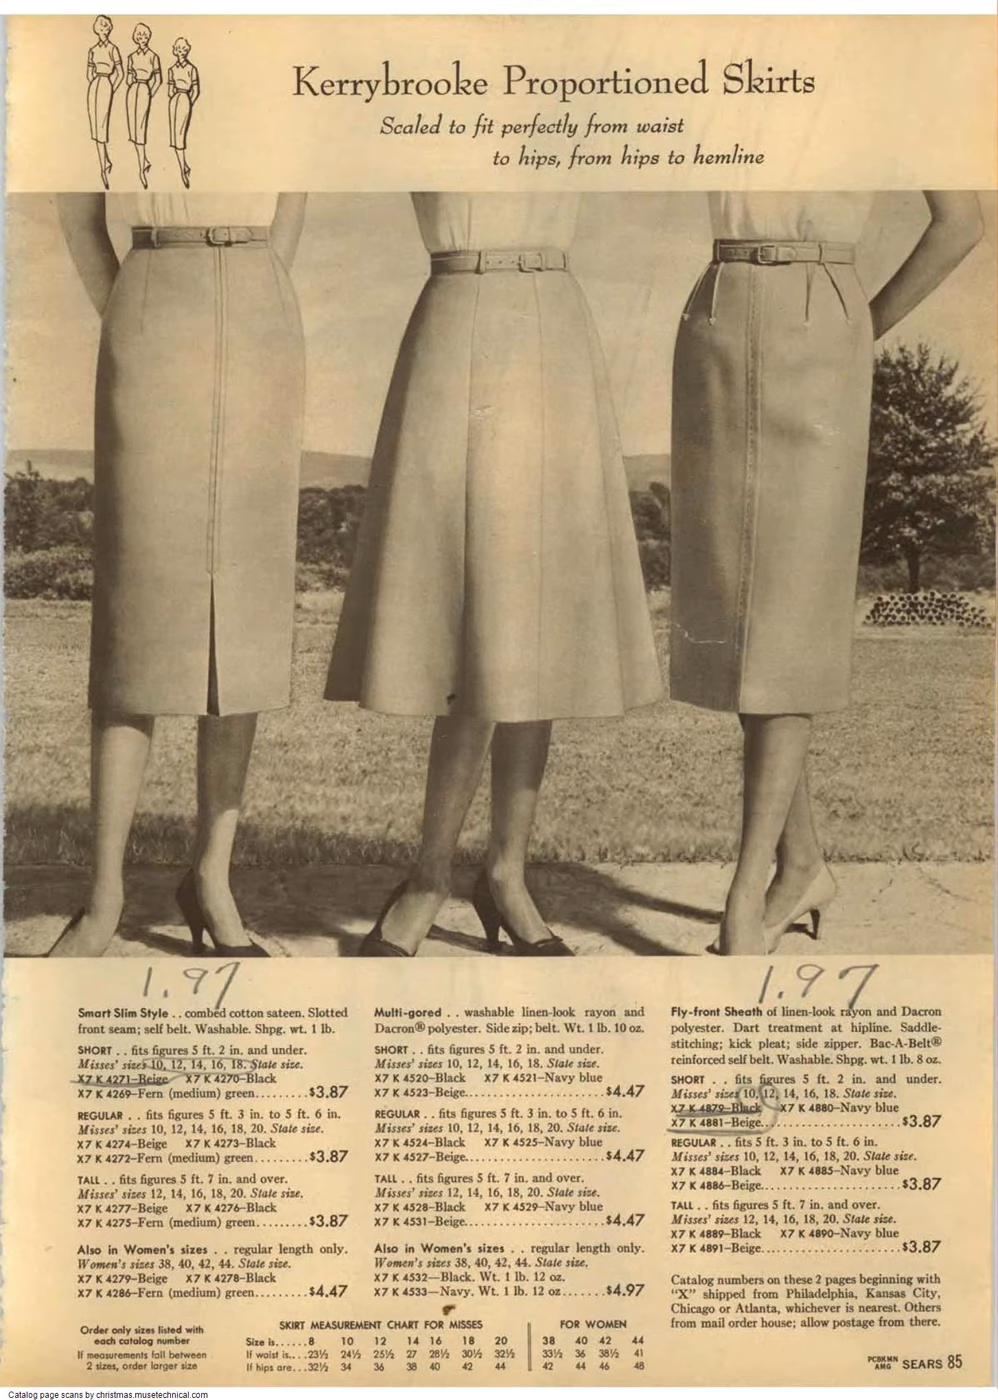 Kerrybrooke Proportioned Skirts
Scaled to fit perfectly from waist
to hips, from hips to hemline
1.97
1.97
Smart Slim Style . . combed cotton sateen. Slotted
front seam; self belt. Washable. Shpg. wt. 1 lb.
SHORT . . fits figures 5 ft. 2 in. and under.
Misses' sizes 10, 12, 14, 16, 18. State size.
X7 K 4271–Beige X7 K 4270–Black
X7 K 4269–Fern (medium) green.........$3.87
REGULAR . . fits figures 5 ft. 3 in. to 5 ft. 6 in.
Misses' sizes 10, 12, 14, 16, 18, 20. State size.
X7 K 4274–Beige X7 K 4273–Black
X7 K 4272–Fern (medium) green.........$3.87
TALL . . fits figures 5 ft. 7 in. and over.
Misses' sizes 12, 14, 16, 18, 20. State size.
X7 K 4277–Beige X7 K 4276–Black
X7 K 4275–Fern (medium) green.........$3.87
Also in Women's sizes . . regular length only.
Women's sizes 38, 40, 42, 44. State size.
X7 K 4279–Beige X7 K 4278–Black
X7 K 4286–Fern (medium) green.........$4.47
Multi-gored . . washable linen-look rayon and
Dacron® polyester. Side zip; belt. Wt. 1 lb. 10 oz.
SHORT . . fits figures 5 ft. 2 in. and under.
Misses' sizes 10, 12, 14, 16, 18. State size.
X7 K 4520–Black X7 K 4521–Navy blue
X7 K 4523–Beige........................$4.47
REGULAR . . fits figures 5 ft. 3 in. to 5 ft. 6 in.
Misses' sizes 10, 12, 14, 16, 18, 20. State size.
X7 K 4524–Black X7 K 4525–Navy blue
X7 K 4527–Beige........................$4.47
TALL . . fits figures 5 ft. 7 in. and over.
Misses' sizes 12, 14, 16, 18, 20. State size.
X7 K 4528–Black X7 K 4529–Navy blue
X7 K 4531–Beige........................$4.47
Also in Women's sizes . . regular length only.
Women's sizes 38, 40, 42, 44. State size.
X7 K 4532—Black. Wt. 1 lb. 12 oz.
X7 K 4533—Navy. Wt. 1 lb. 12 oz.......$4.97
Fly-front Sheath of linen-look rayon and Dacron
polyester. Dart treatment at hipline. Saddle-
stitching; kick pleat; side zipper. Bac-A-Belt®
reinforced self belt. Washable. Shpg. wt. 1 lb. 8 oz.
SHORT . . fits figures 5 ft. 2 in. and under.
Misses' sizes 10, 12, 14, 16, 18. State size.
X7 K 4879–Black X7 K 4880–Navy blue
X7 K 4881–Beige........................$3.87
REGULAR . . fits 5 ft. 3 in. to 5 ft. 6 in.
Misses' sizes 10, 12, 14, 16, 18, 20. State size.
X7 K 4884–Black X7 K 4885–Navy blue
X7 K 4886–Beige........................$3.87
TALL . . fits figures 5 ft. 7 in. and over.
Misses' sizes 12, 14, 16, 18, 20. State size.
X7 K 4889–Black X7 K 4890–Navy blue
X7 K 4891–Beige........................$3.87
Catalog numbers on these 2 pages beginning with
"X" shipped from Philadelphia, Kansas City,
Chicago or Atlanta, whichever is nearest. Others
from mail order house; allow postage from there.
Order only sizes listed with
each catalog number
If measurements fall between
2 sizes, order larger size
SKIRT MEASUREMENT CHART FOR MISSES FOR WOMEN
Size is......8 10 12 14 16 18 20 38 40 42 44
If waist is....23½ 24½ 25½ 27 28½ 30½ 32½ 33½ 36 38½ 41
If hips are...32½ 34 36 38 40 42 44 42 44 46 48
PCBKMN
AMG SEARS 85
Catalog page scans by christmas.musetechnical.com